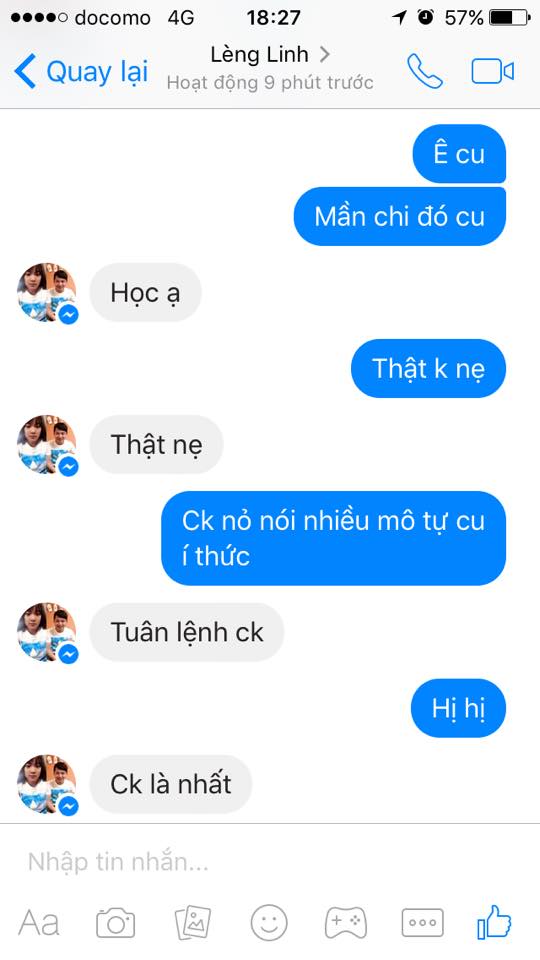 docomo 4G 18:27 57%
Quay lại
Lèng Linh
Hoạt động 9 phút trước
Ê cu
Mần chi đó cu
Học ạ
Thật k nẹ
Thật nẹ
Ck nỏ nói nhiều mô tự cu
í thức
Tuân lệnh ck
Hị hị
Ck là nhất
Nhập tin nhắn...
Aa